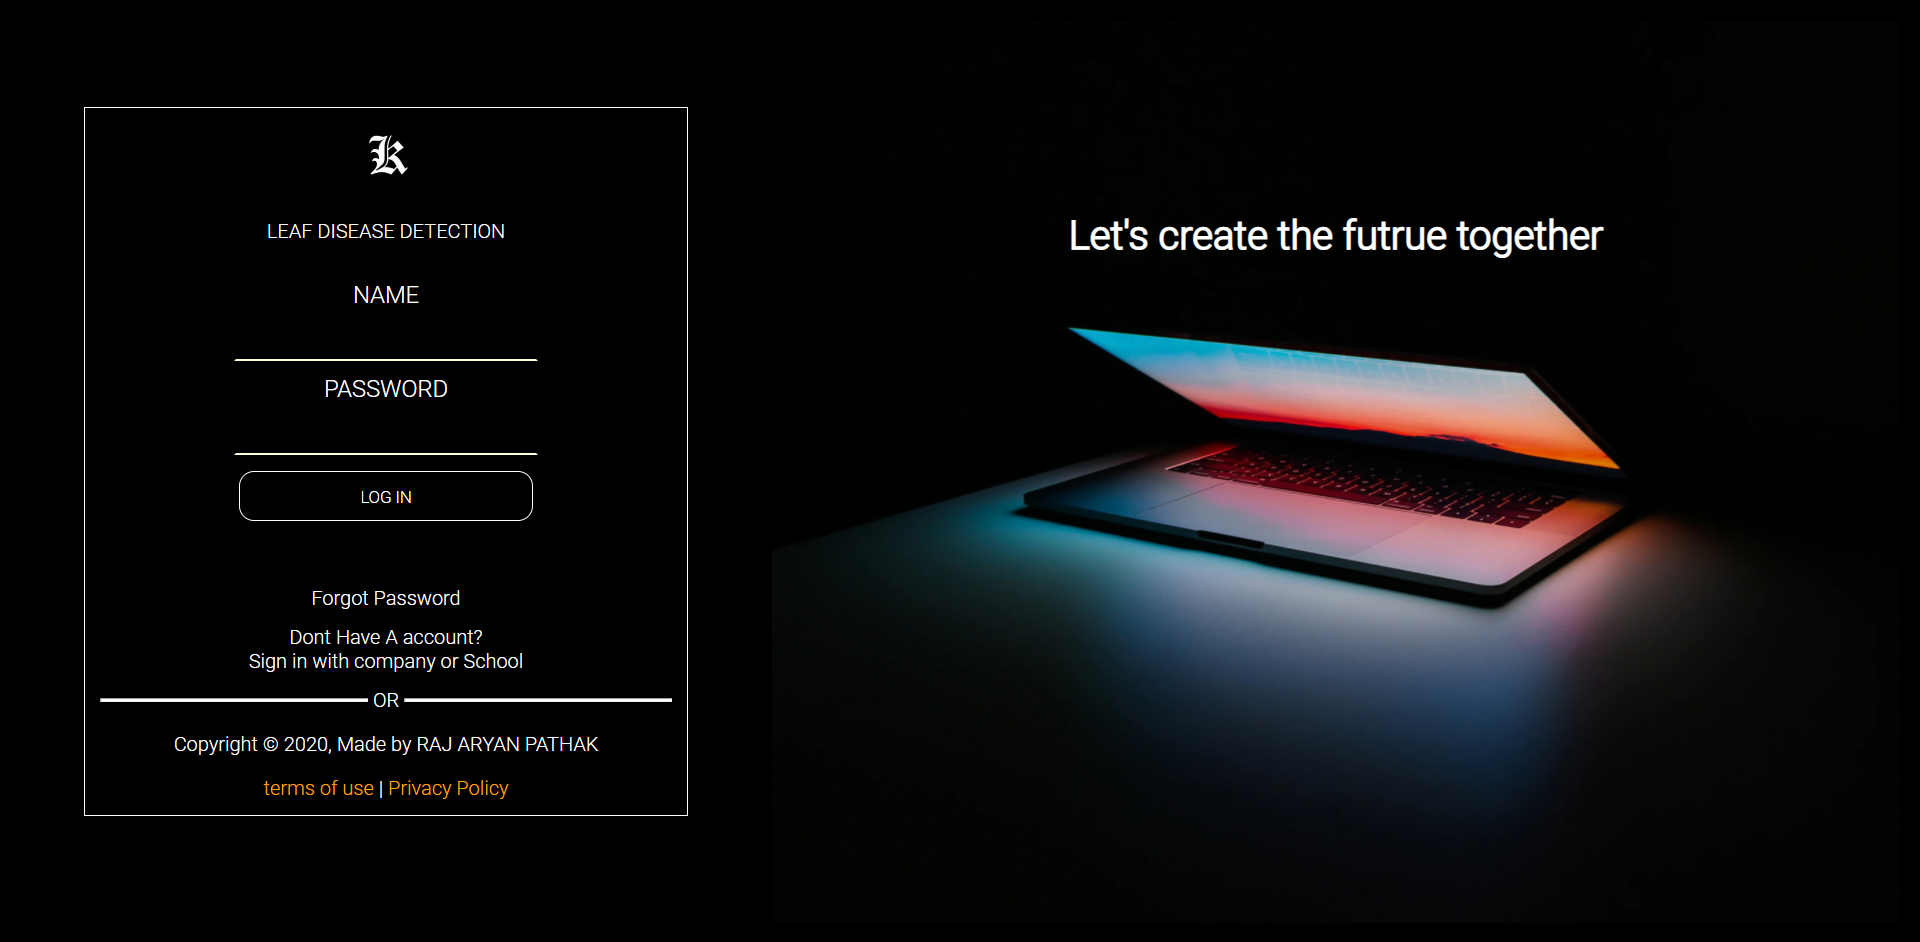 k
LEAF DISEASE DETECTION
NAME
PASSWORD
LOG IN
Forgot Password
Dont Have A account?
Sign in with company or School
OR
Copyright © 2020, Made by RAJ ARYAN PATHAK
terms of use | Privacy Policy
Let's create the futrue together